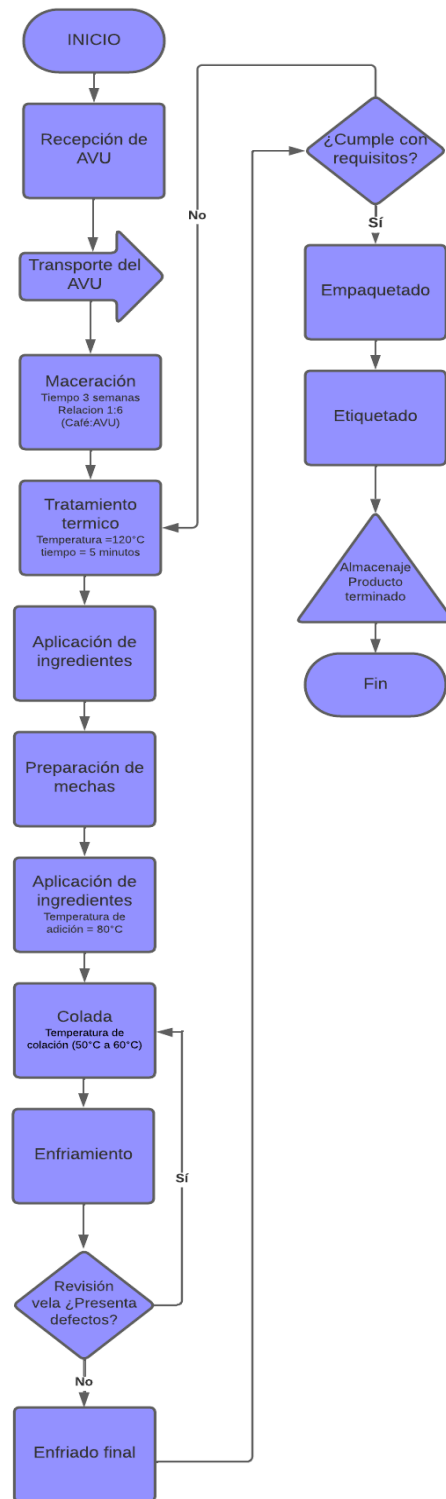 INICIO
Recepción de
AVU
Transporte del
AVU
Maceración
Tiempo 3 semanas
Relacion 1:6
(Café:AVU)
Tratamiento
termico
Temperatura =120°C
tiempo = 5 minutos
Aplicación de
ingredientes
Preparación de
mechas
Aplicación de
ingredientes
Temperatura de
adición = 80°C
Colada
Temperatura de
colación (50°C a 60°C)
Enfriamiento
Sí
Revisión
vela ¿Presenta
defectos?
No
Enfriado final
¿Cumple con
requisitos?
No
Sí
Empaquetado
Etiquetado
Almacenaje
Producto
terminado
Fin